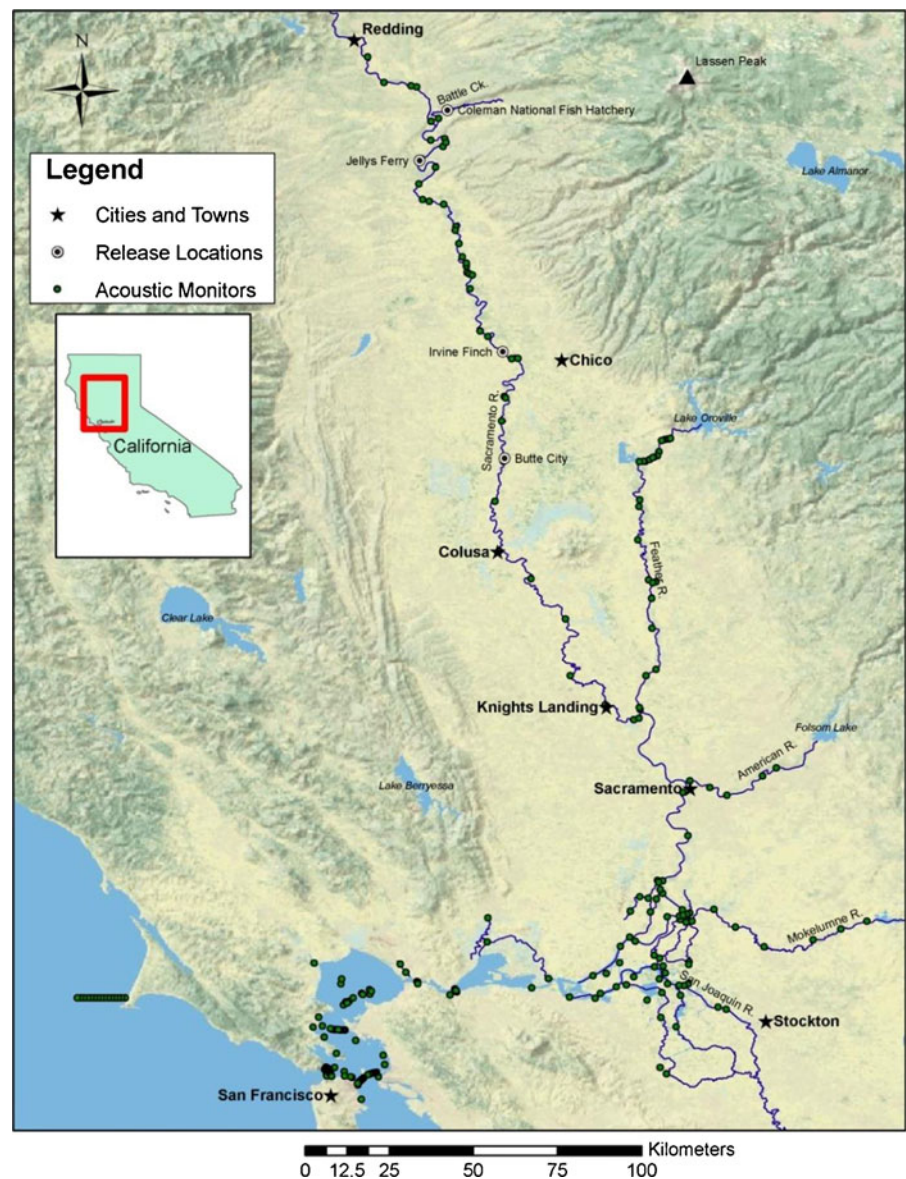 N
Redding
Lassen Peak
Battle Ck.
Coleman National Fish Hatchery
Jellys Ferry
Lake Almanor
Legend
Cities and Towns
Release Locations
Acoustic Monitors
California
Irvine Finch
Chico
Sacramento R.
Lake Oroville
Butte City
Colusa
Feather R.
Clear Lake
Knights Landing
Folsom Lake
American R.
Lake Berryessa
Sacramento
Mokelumne R.
San Joaquin R.
Stockton
San Francisco
Kilometers
0 12.5 25 50 75 100